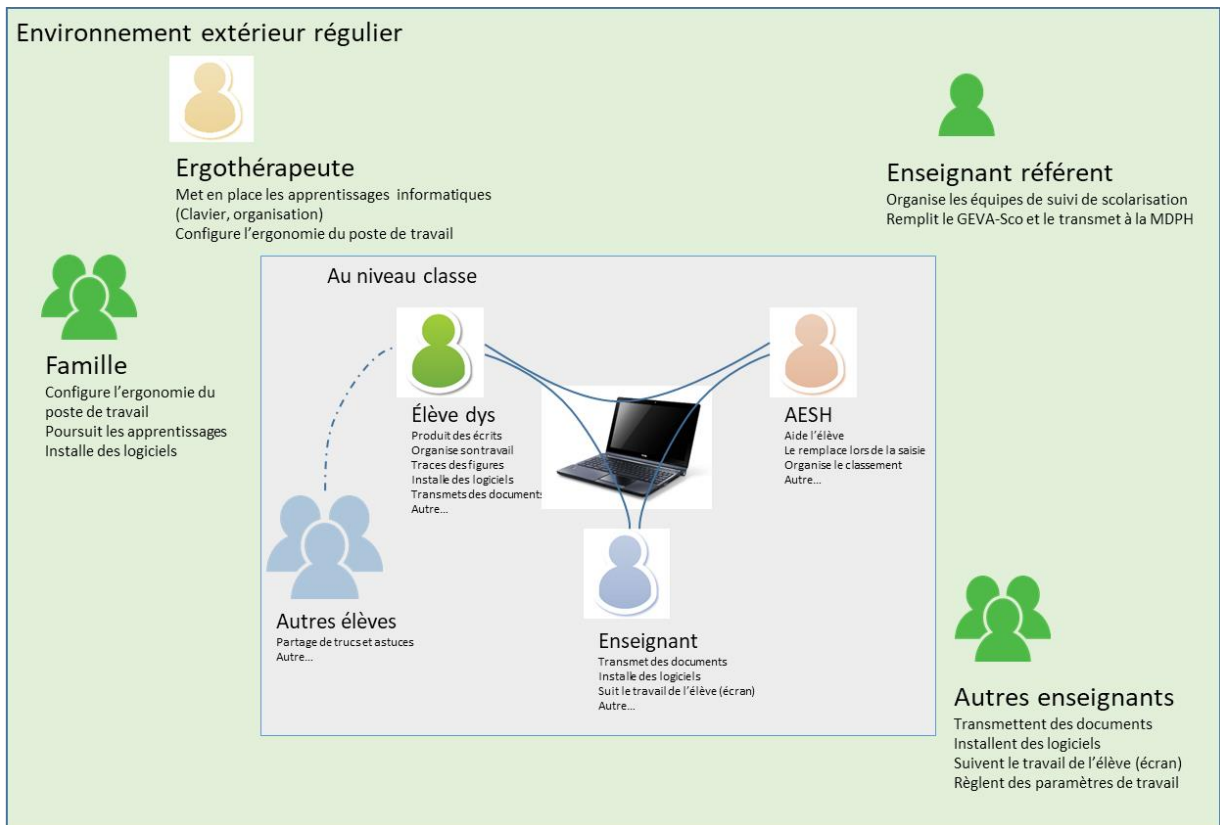 Environnement extérieur régulier
Ergothérapeute
Met en place les apprentissages informatiques
(Clavier, organisation)
Configure l'ergonomie du poste de travail
Enseignant référent
Organise les équipes de suivi de scolarisation
Remplit le GEVA-Sco et le transmet à la MDPH
Famille
Configure l'ergonomie du
poste de travail
Poursuit les apprentissages
Installe des logiciels
Au niveau classe
Élève dys
Produit des écrits
Organise son travail
Traces des figures
Installe des logiciels
Transmets des documents
Autre...
AESH
Aide l'élève
Le remplace lors de la saisie
Organise le classement
Autre...
Autres élèves
Partage de trucs et astuces
Autre...
Enseignant
Transmet des documents
Installe des logiciels
Suit le travail de l'élève (écran)
Autre...
Autres enseignants
Transmettent des documents
Installent des logiciels
Suivent le travail de l'élève (écran)
Règlent des paramètres de travail